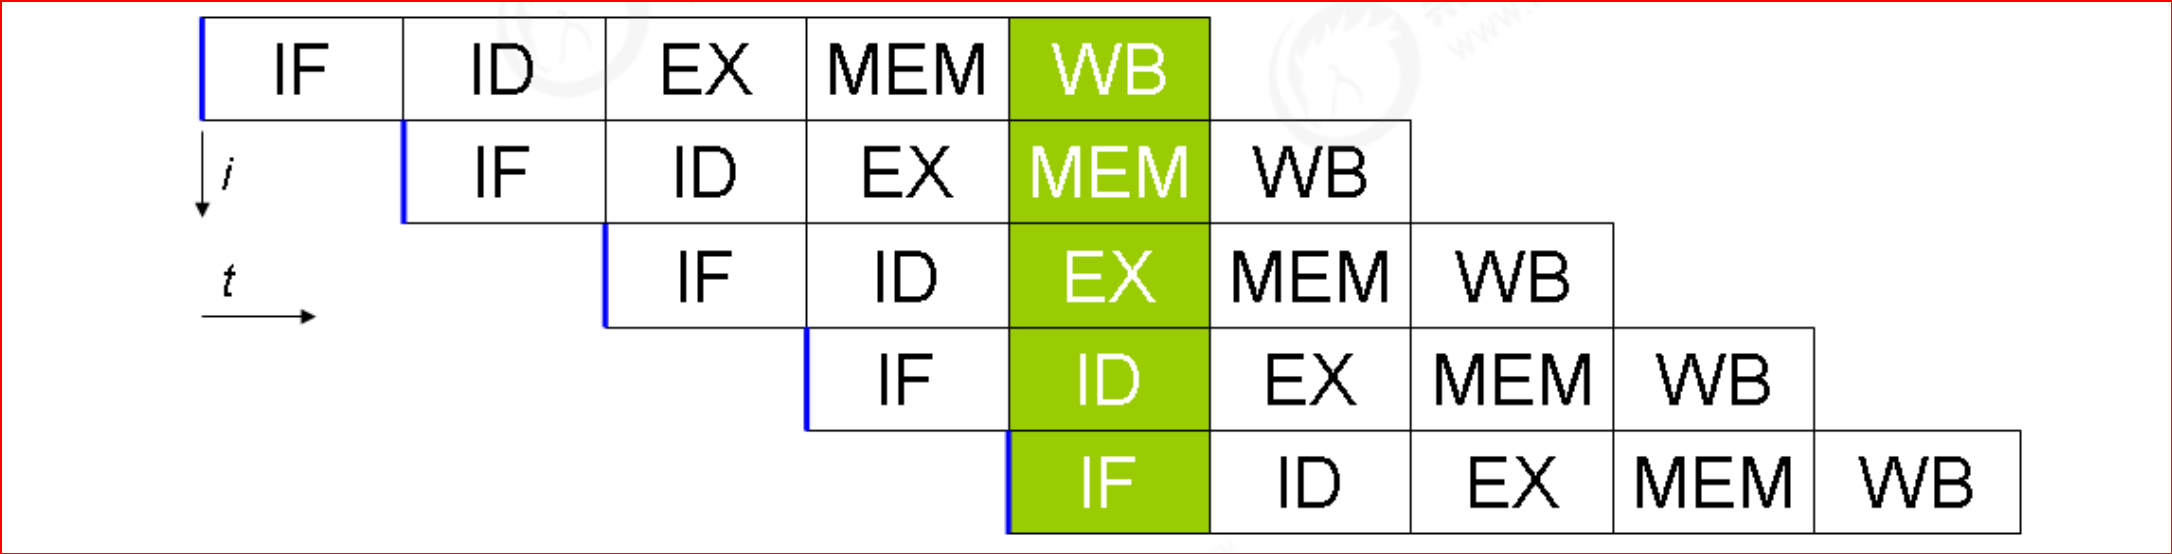 IF ID EX MEM WB
i IF ID EX MEM WB
t IF ID EX MEM WB
IF ID EX MEM WB
IF ID EX MEM WB
www.